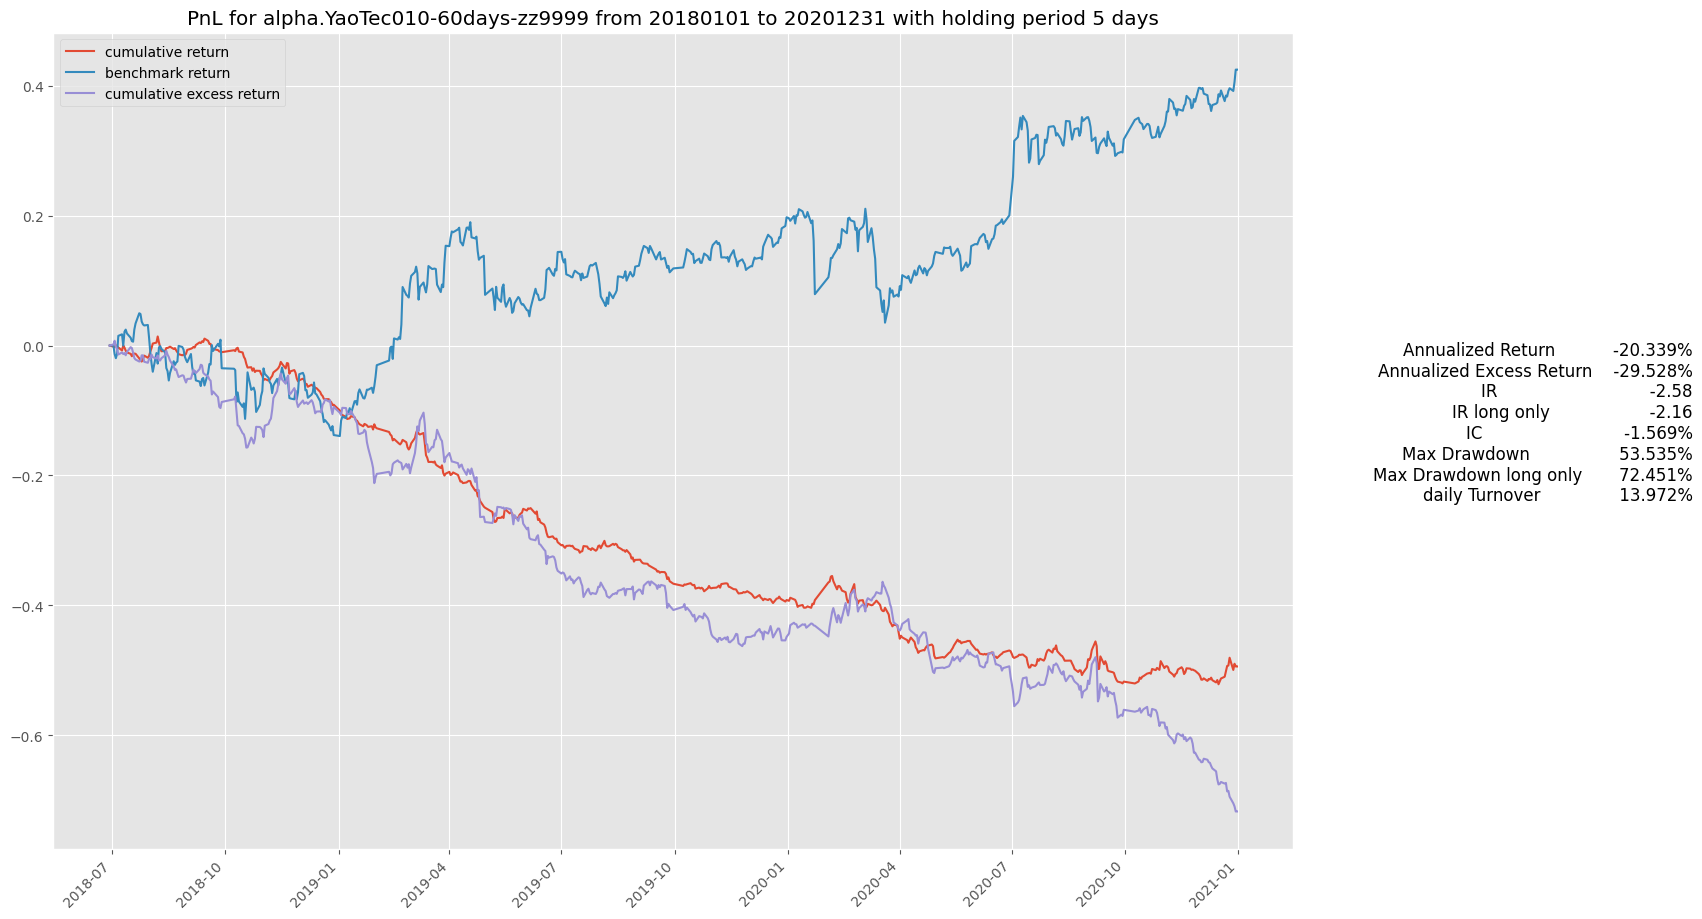 PnL for alpha.YaoTec010-60days-zz9999 from 20180101 to 20201231 with holding period 5 days
cumulative return
benchmark return
cumulative excess return
0.4
0.2
0.0
−0.2
−0.4
−0.6
2018-07
2018-10
2019-01
2019-04
2019-07
2019-10
2020-01
2020-04
2020-07
2020-10
2021-01
Annualized Return -20.339%
Annualized Excess Return -29.528%
IR -2.58
IR long only -2.16
IC -1.569%
Max Drawdown 53.535%
Max Drawdown long only 72.451%
daily Turnover 13.972%